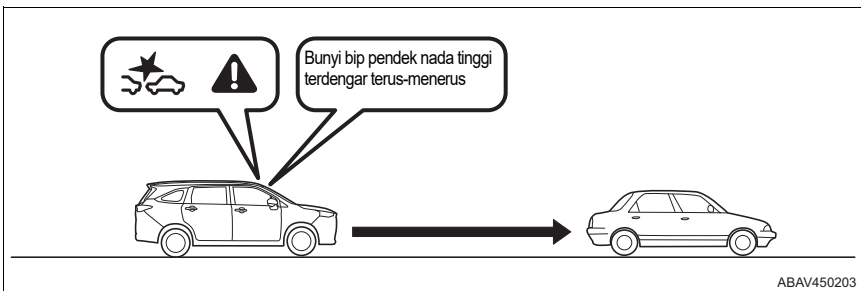 Bunyi bip pendek nada tinggi
terdengar terus-menerus
ABAV450203